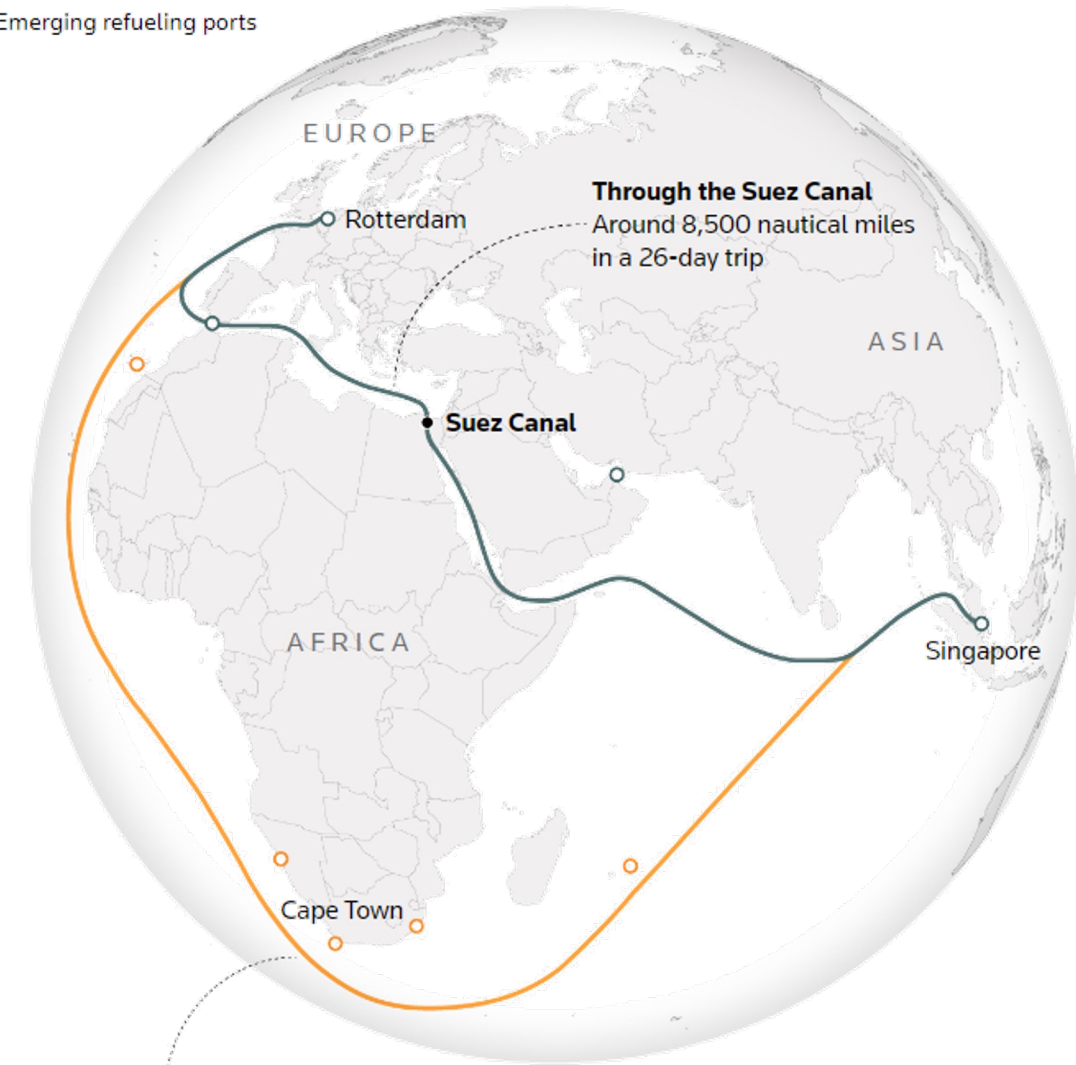 Emerging refueling ports
EUROPE
Through the Suez Canal
Around 8,500 nautical miles
in a 26-day trip
Rotterdam
ASIA
Suez Canal
AFRICA
Singapore
Cape Town